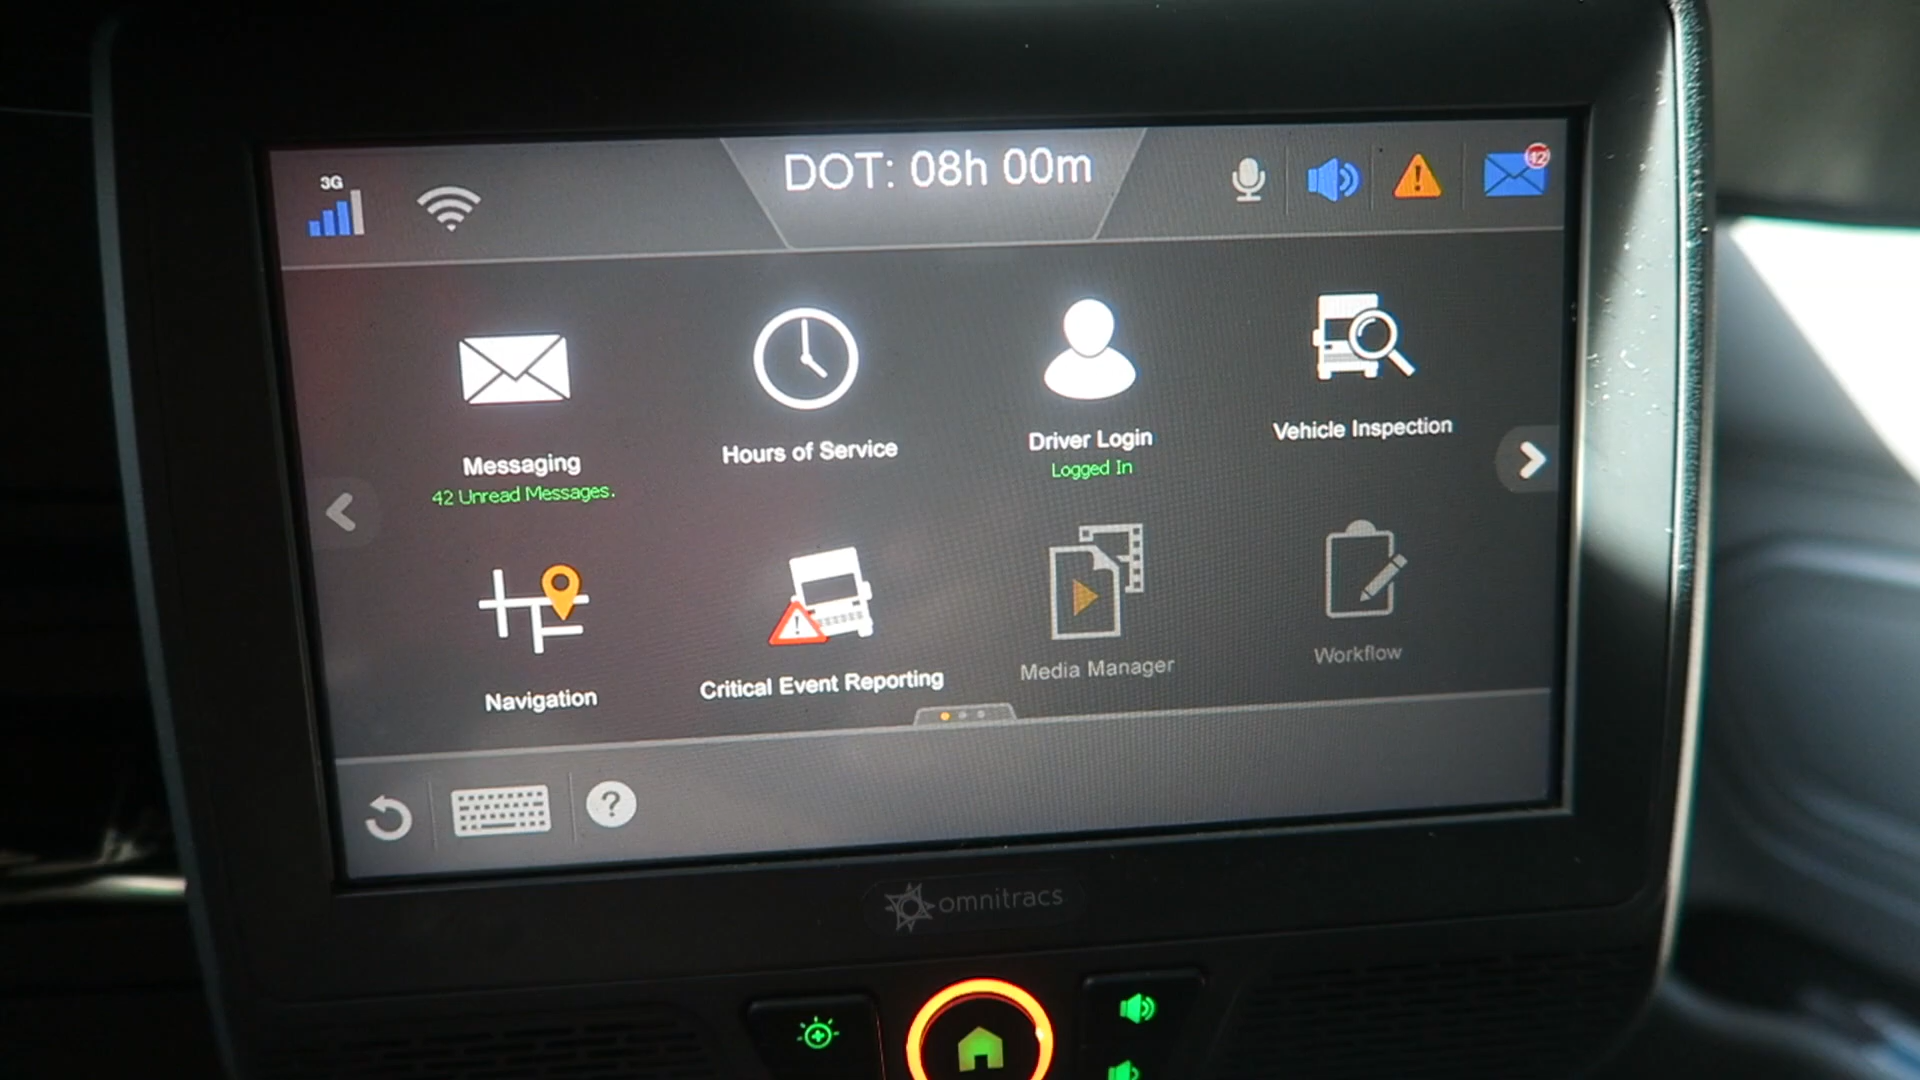 3G
DOT: 08h 00m
42
Messaging
42 Unread Messages.
Hours of Service
Driver Login
Logged In
Vehicle Inspection
Navigation
Critical Event Reporting
Media Manager
Workflow
?
omnitracs